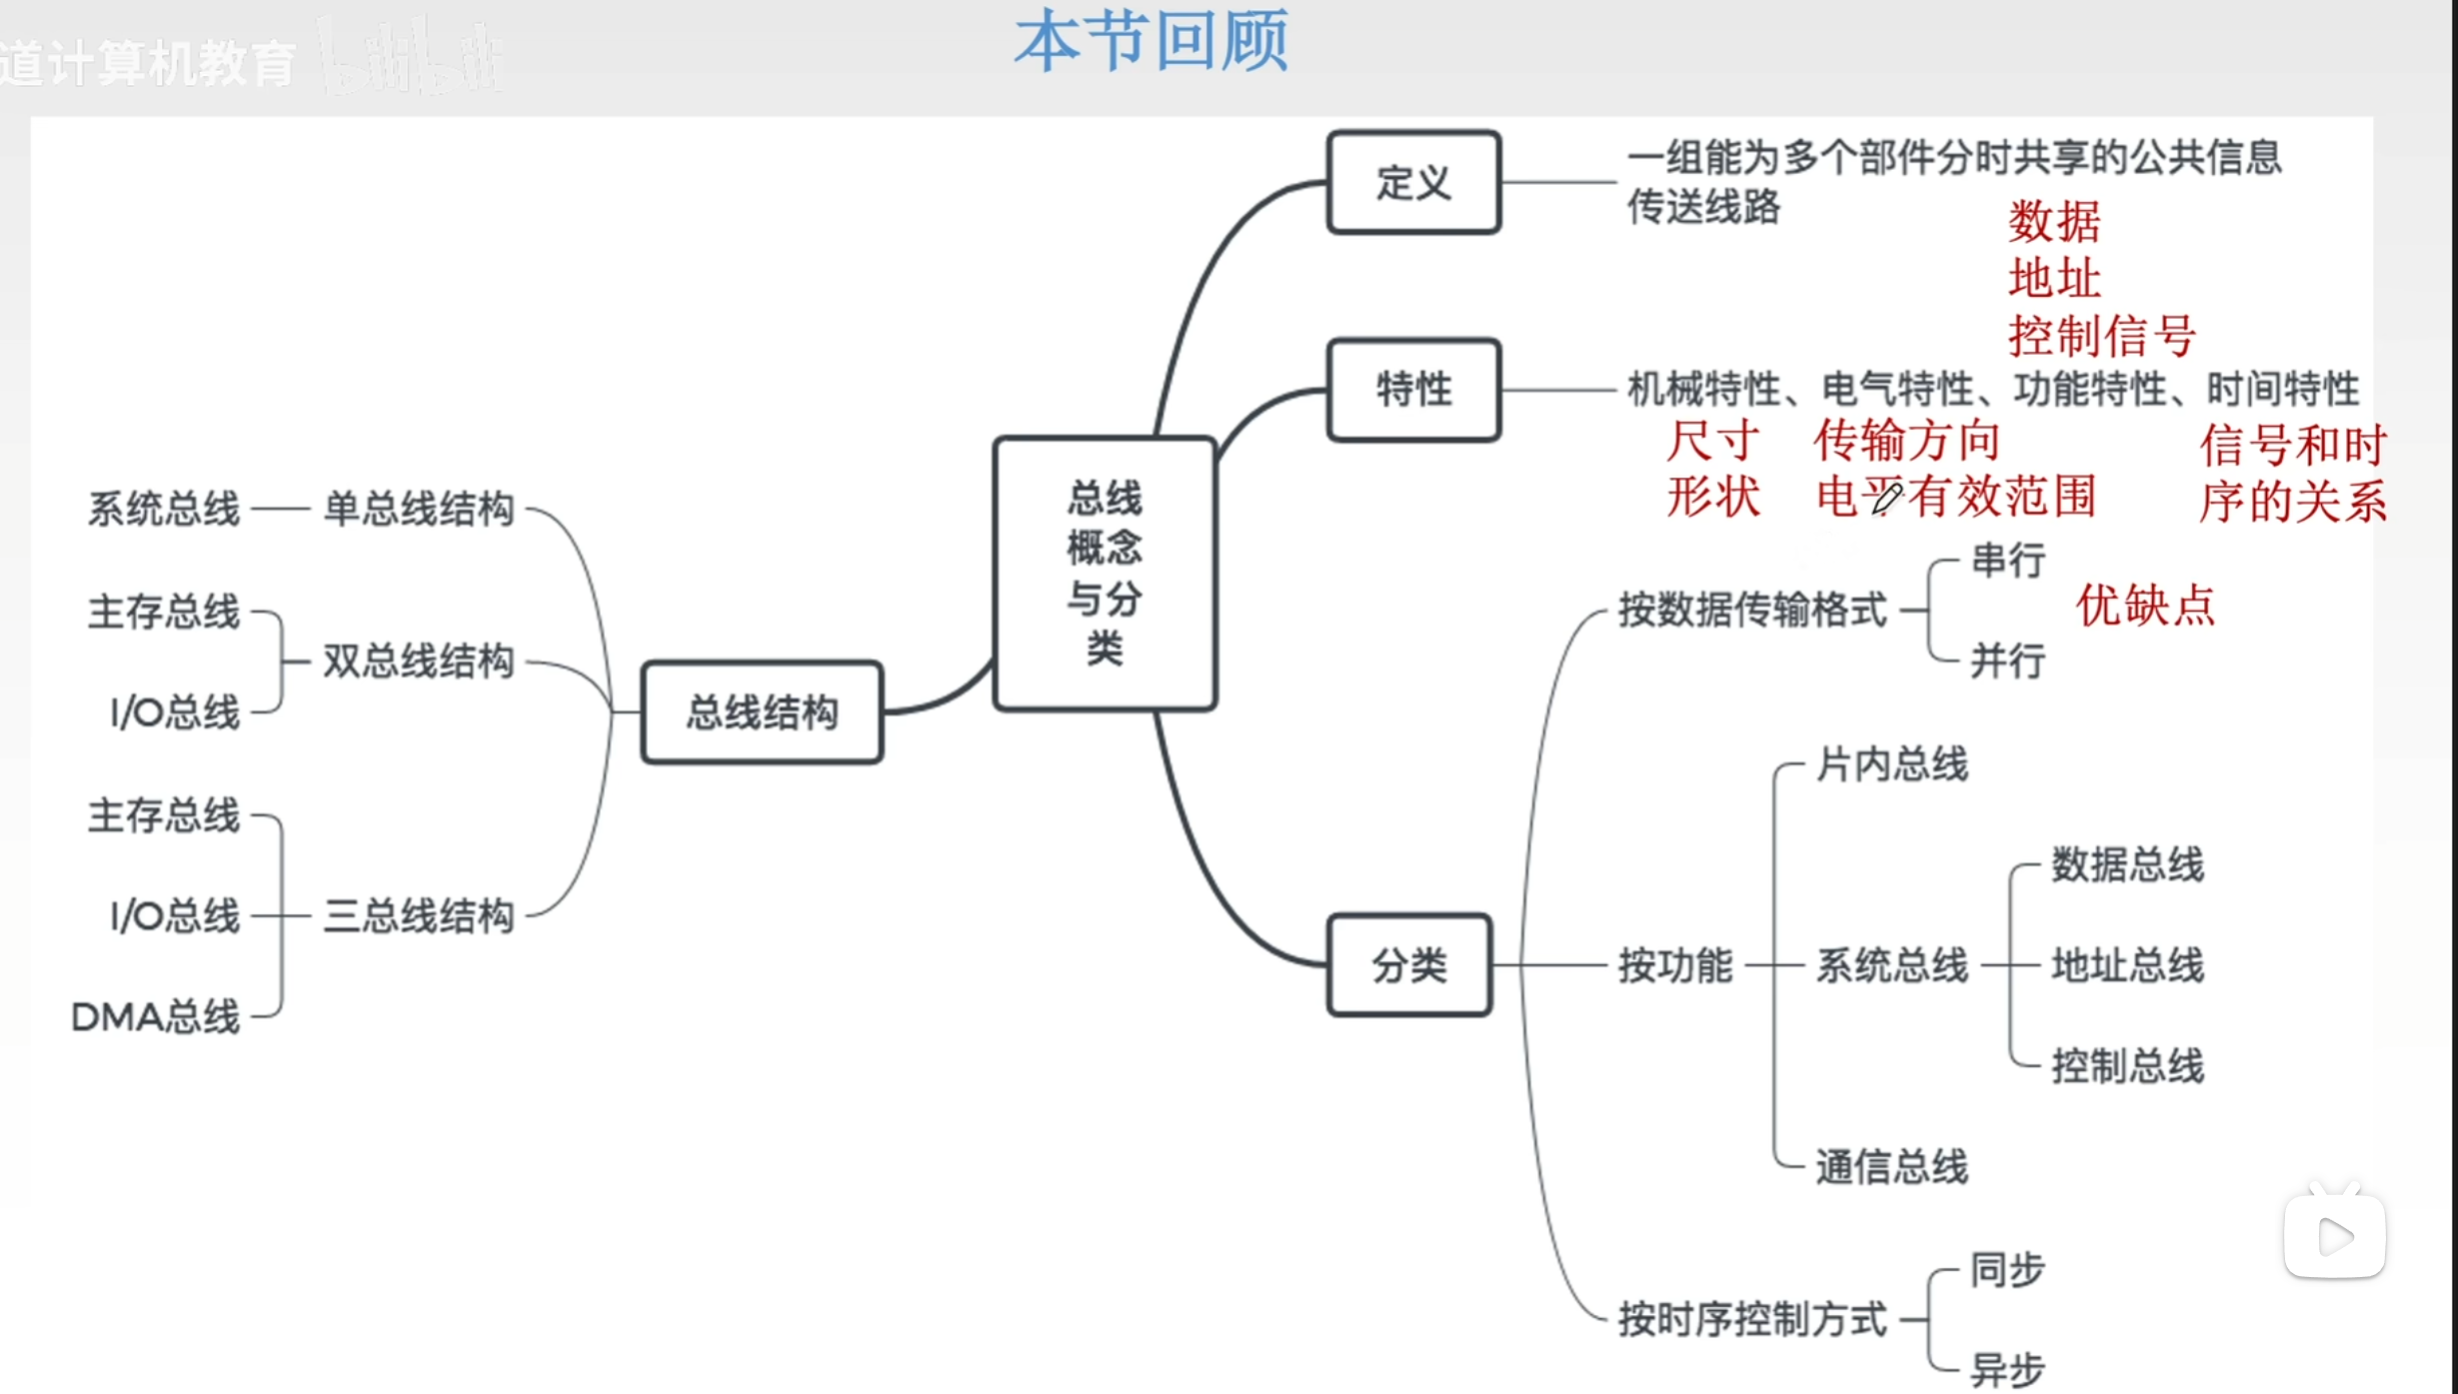 本节回顾
道计算机教育 bilibili
定义
一组能为多个部件分时共享的公共信息
传送线路
数据
地址
控制信号
特性
机械特性、电气特性、功能特性、时间特性
尺寸
形状
传输方向
电平有效范围
信号和时
序的关系
总线
概念
与分
类
总线结构
单总线结构
系统总线
双总线结构
主存总线
I/O总线
三总线结构
主存总线
I/O总线
DMA总线
分类
按数据传输格式
串行
并行
优缺点
按功能
片内总线
系统总线
数据总线
地址总线
控制总线
通信总线
按时序控制方式
同步
异步